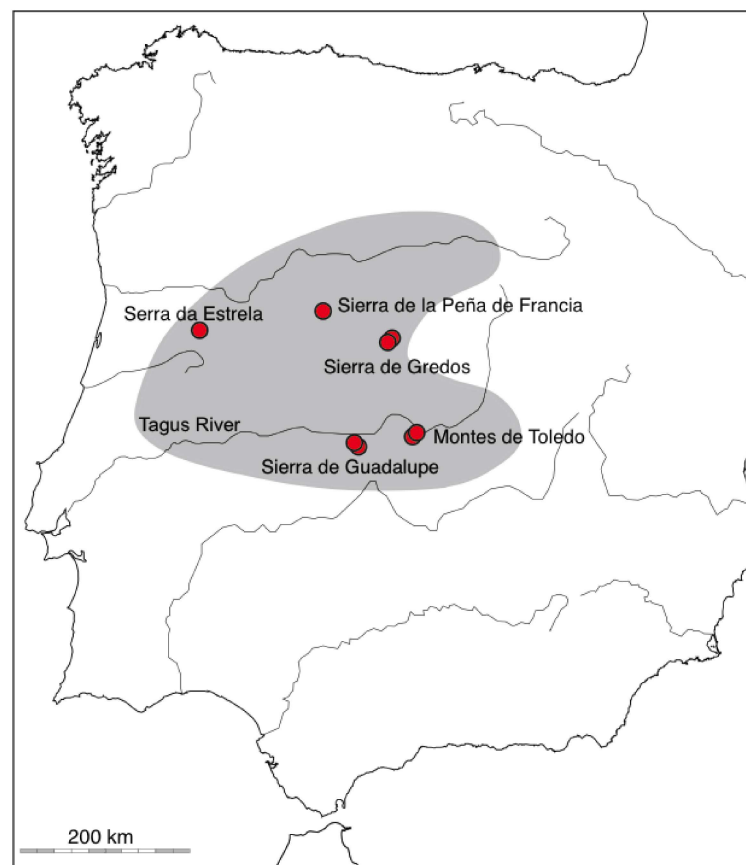 Serra da Estrela
Sierra de la Peña de Francia
Sierra de Gredos
Tagus River
Montes de Toledo
Sierra de Guadalupe
200 km